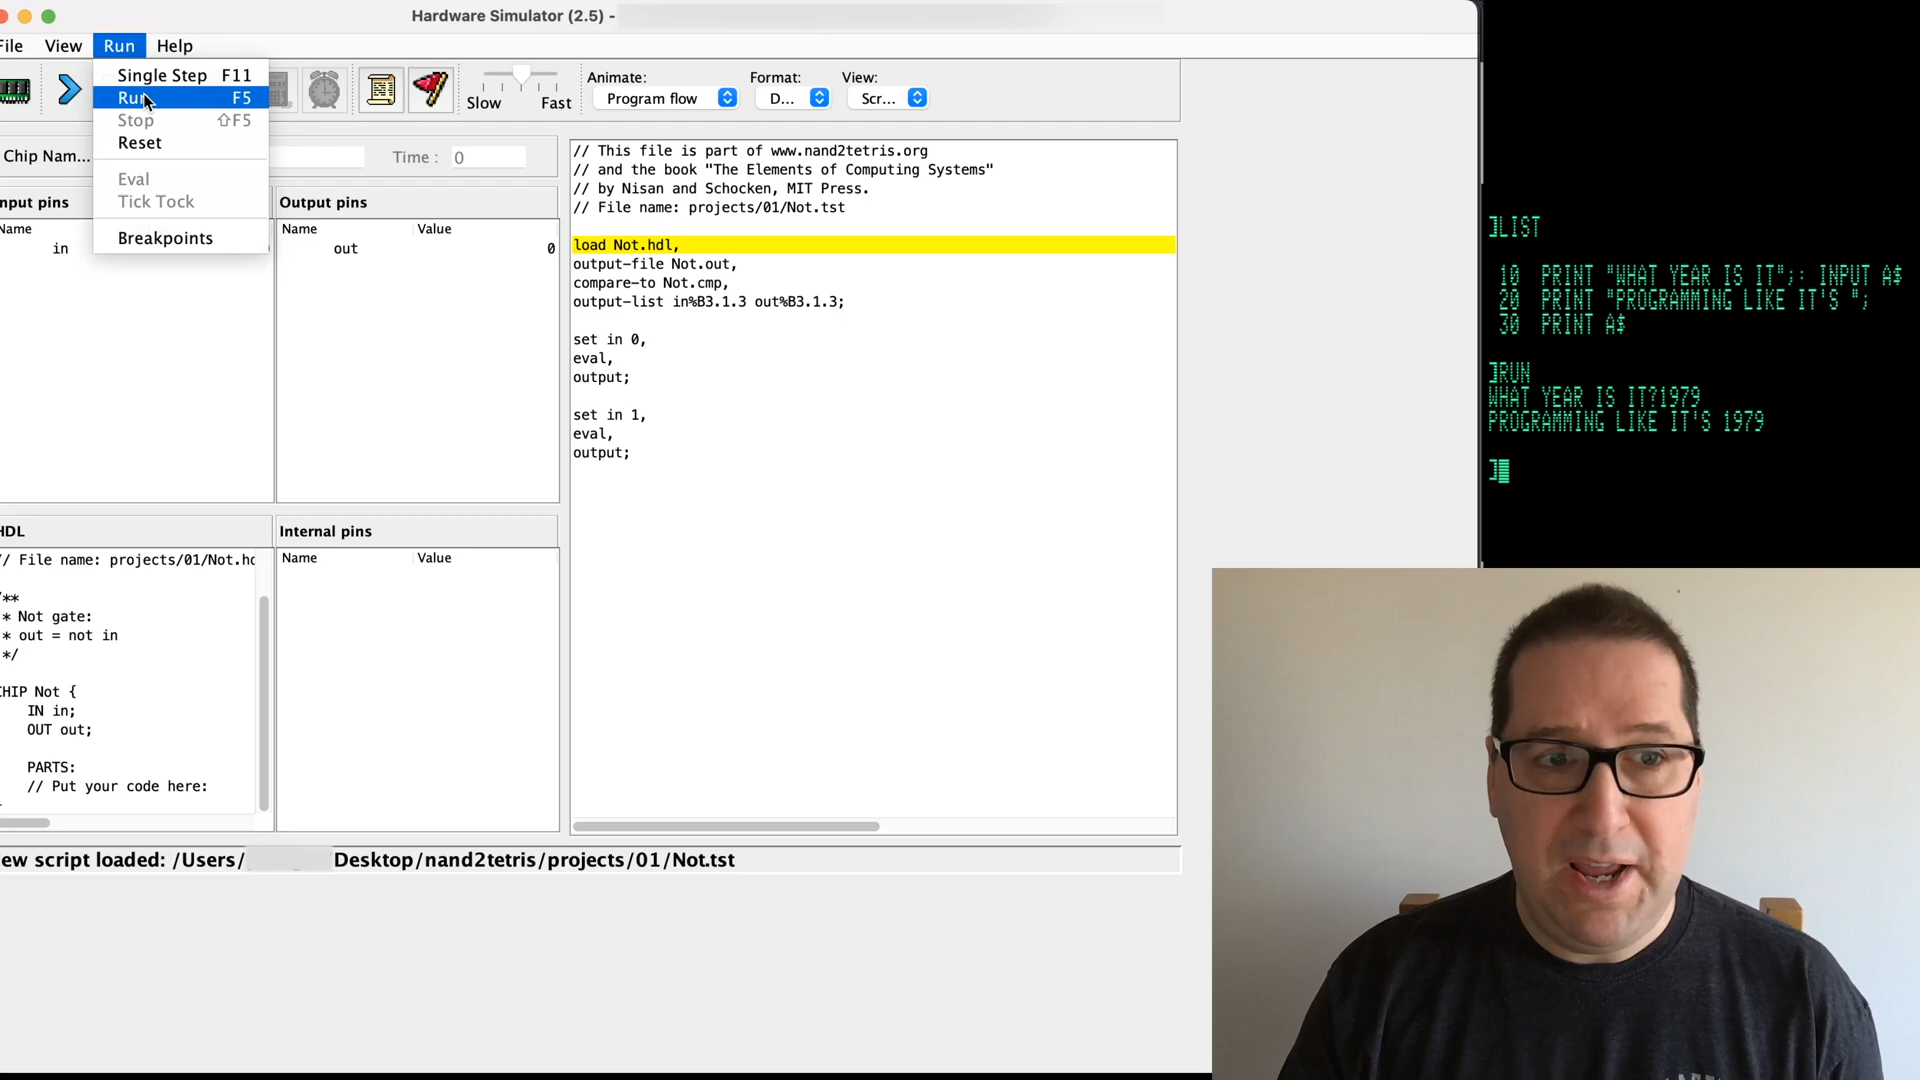 Hardware Simulator (2.5) -
File View Run Help
Single Step F11
Run F5
Stop ⇧F5
Reset
Eval
Tick Tock
Breakpoints
Slow Fast
Animate:
Program flow
Format:
D...
View:
Scr...
Chip Nam...
Time : 0
nput pins
Name
in
Output pins
Name Value
out 0
// This file is part of www.nand2tetris.org
// and the book "The Elements of Computing Systems"
// by Nisan and Schocken, MIT Press.
// File name: projects/01/Not.tst
load Not.hdl,
output-file Not.out,
compare-to Not.cmp,
output-list in%B3.1.3 out%B3.1.3;
set in 0,
eval,
output;
set in 1,
eval,
output;
HDL
// File name: projects/01/Not.hd
/**
* Not gate:
* out = not in
*/
CHIP Not {
IN in;
OUT out;
PARTS:
// Put your code here:
Internal pins
Name Value
ew script loaded: /Users/ Desktop/nand2tetris/projects/01/Not.tst
]LIST
10 PRINT "WHAT YEAR IS IT";: INPUT A$
20 PRINT "PROGRAMMING LIKE IT'S ";
30 PRINT A$
]RUN
WHAT YEAR IS IT?1979
PROGRAMMING LIKE IT'S 1979
]